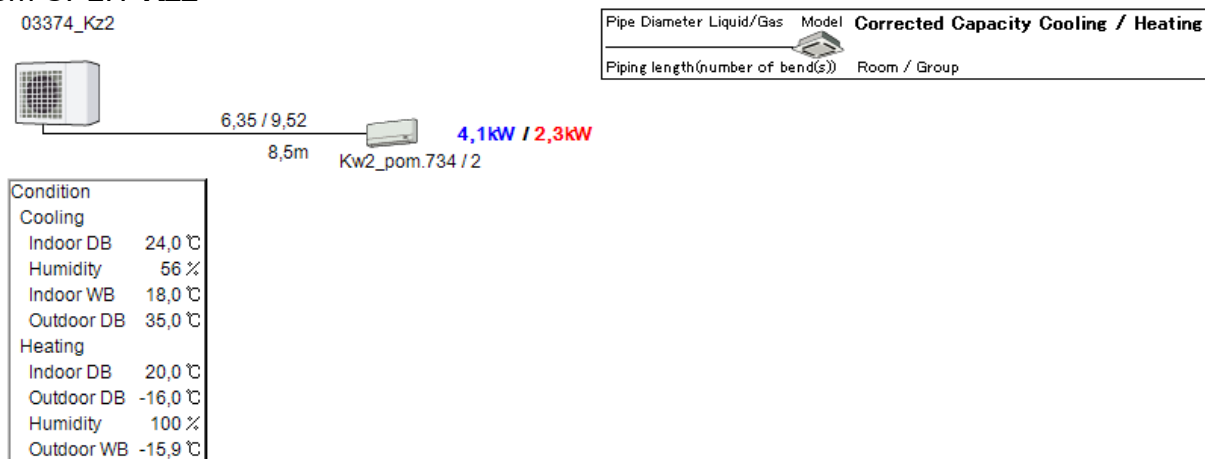 03374_Kz2
Pipe Diameter Liquid/Gas Model Corrected Capacity Cooling / Heating
Piping length(number of bend(s)) Room / Group
6,35 / 9,52
4,1kW / 2,3kW
8,5m
Kw2_pom.734 / 2
Condition
Cooling
Indoor DB 24,0 ℃
Humidity 56 %
Indoor WB 18,0 ℃
Outdoor DB 35,0 ℃
Heating
Indoor DB 20,0 ℃
Outdoor DB -16,0 ℃
Humidity 100 %
Outdoor WB -15,9 ℃